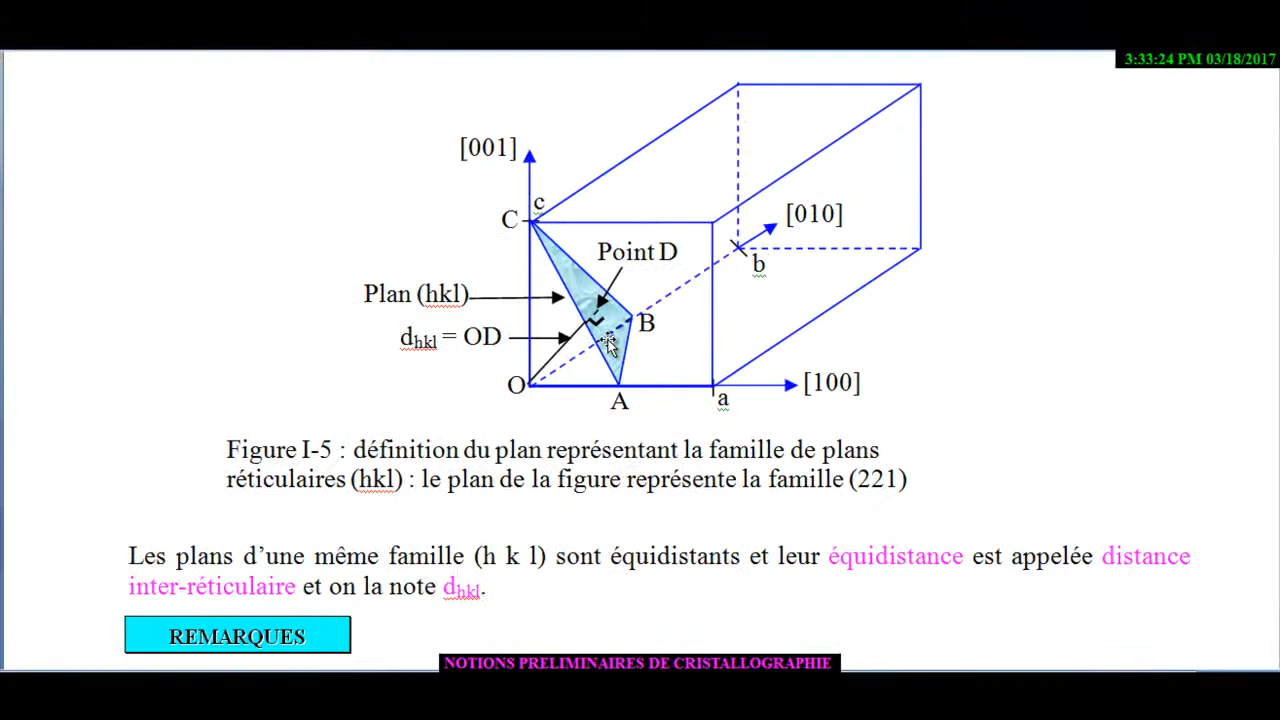 3:33:24 PM 03/18/2017
[001]
c
C
[010]
Point D
b
Plan (hkl)
B
dhkl = OD
O
[100]
A
a
Figure I-5 : définition du plan représentant la famille de plans
réticulaires (hkl) : le plan de la figure représente la famille (221)
Les plans d’une même famille (h k l) sont équidistants et leur équidistance est appelée distance
inter-réticulaire et on la note dhkl.
REMARQUES
NOTIONS PRELIMINAIRES DE CRISTALLOGRAPHIE